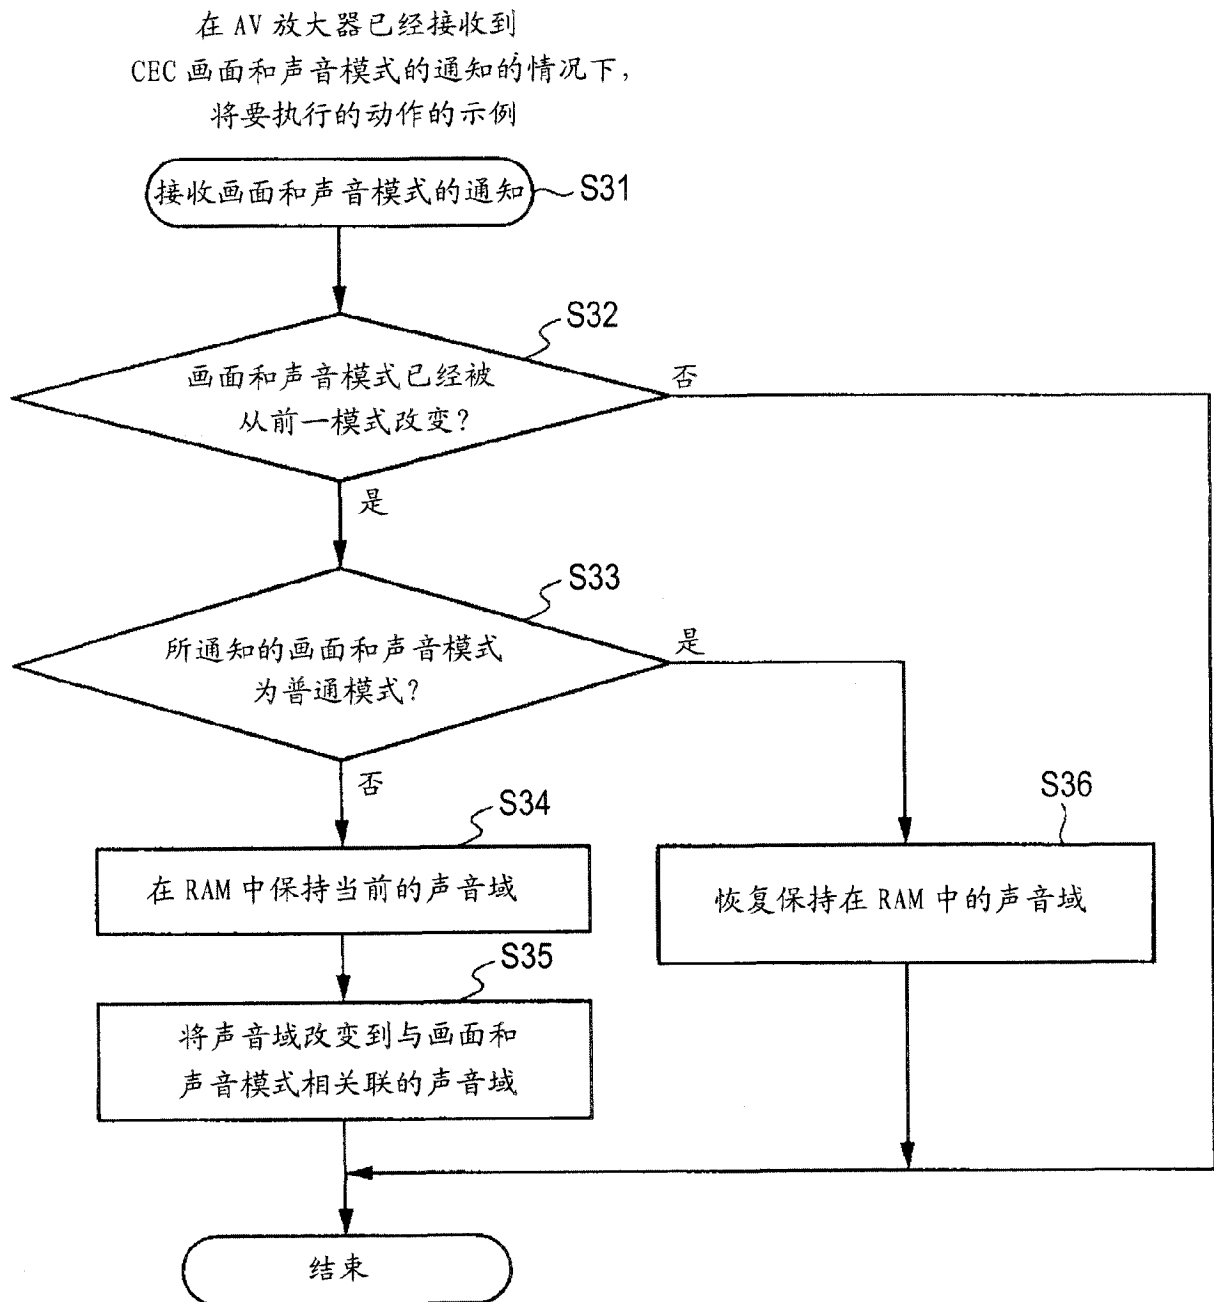 在 AV 放大器已经接收到
CEC 画面和声音模式的通知的情况下，
将要执行的动作的示例
接收画面和声音模式的通知
S31
S32
画面和声音模式已经被
从前一模式改变？
否
是
S33
所通知的画面和声音模式
为普通模式？
是
否
S34
在 RAM 中保持当前的声音域
S36
恢复保持在 RAM 中的声音域
S35
将声音域改变到与画面和
声音模式相关联的声音域
结束